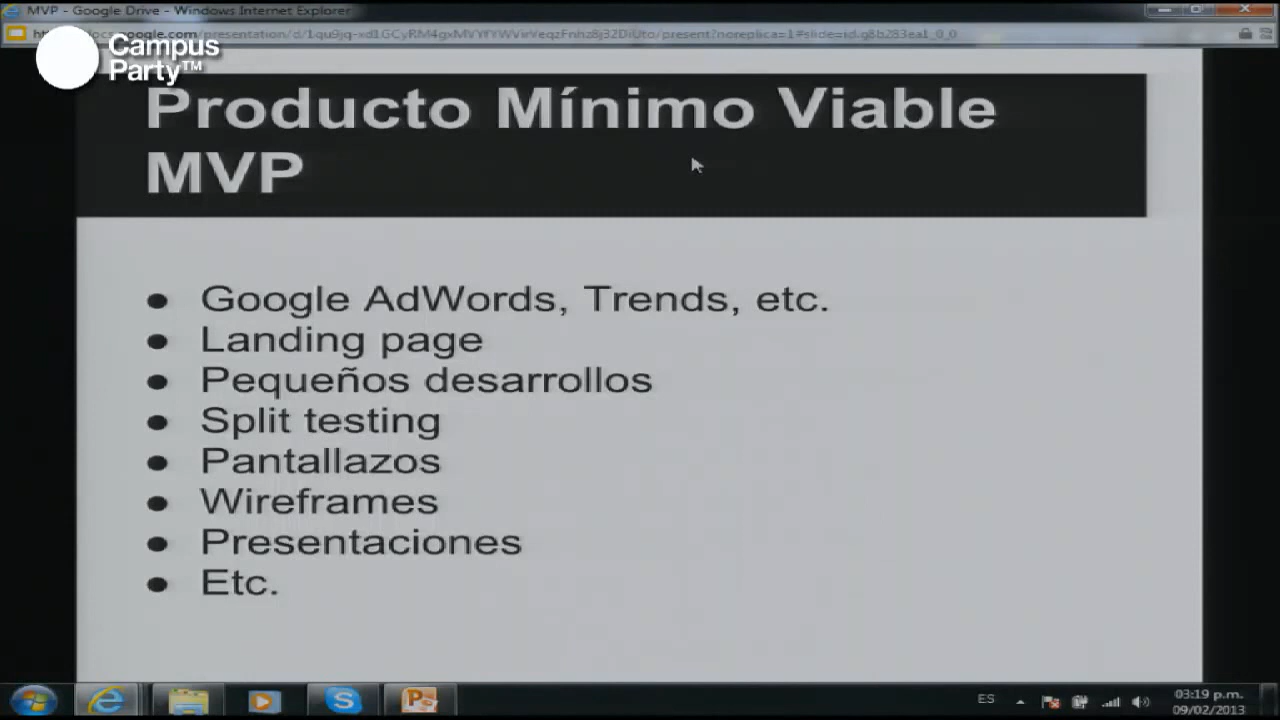 MVP - Google Drive - Windows Internet Explorer
Campus
Party™
Producto Mínimo Viable
MVP
● Google AdWords, Trends, etc.
● Landing page
● Pequeños desarrollos
● Split testing
● Pantallazos
● Wireframes
● Presentaciones
● Etc.
ES
03:19 p.m.
09/02/2013